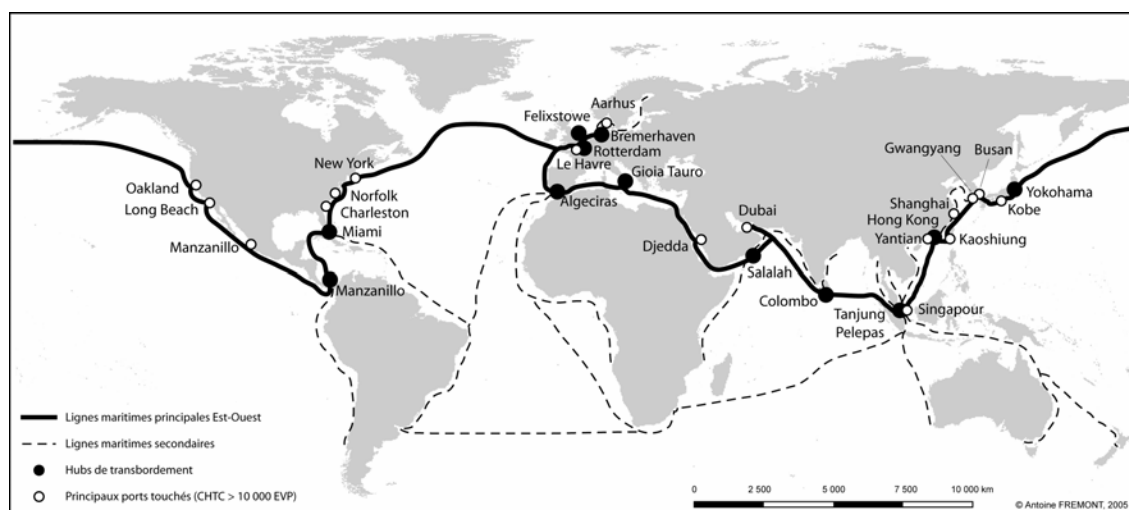 Aarhus
Felixstowe
Bremerhaven
Rotterdam
Le Havre
Gioia Tauro
Algeciras
New York
Norfolk
Charleston
Miami
Oakland
Long Beach
Manzanillo
Manzanillo
Dubai
Djedda
Salalah
Colombo
Tanjung
Pelepas
Singapour
Gwangyang
Busan
Yokohama
Kobe
Shanghai
Hong Kong
Yantian
Kaoshiung
Lignes maritimes principales Est-Ouest
Lignes maritimes secondaires
Hubs de transbordement
Principaux ports touchés (CHTC > 10 000 EVP)
0 2 500 5 000 7 500 10 000 km
© Antoine FREMONT, 2005